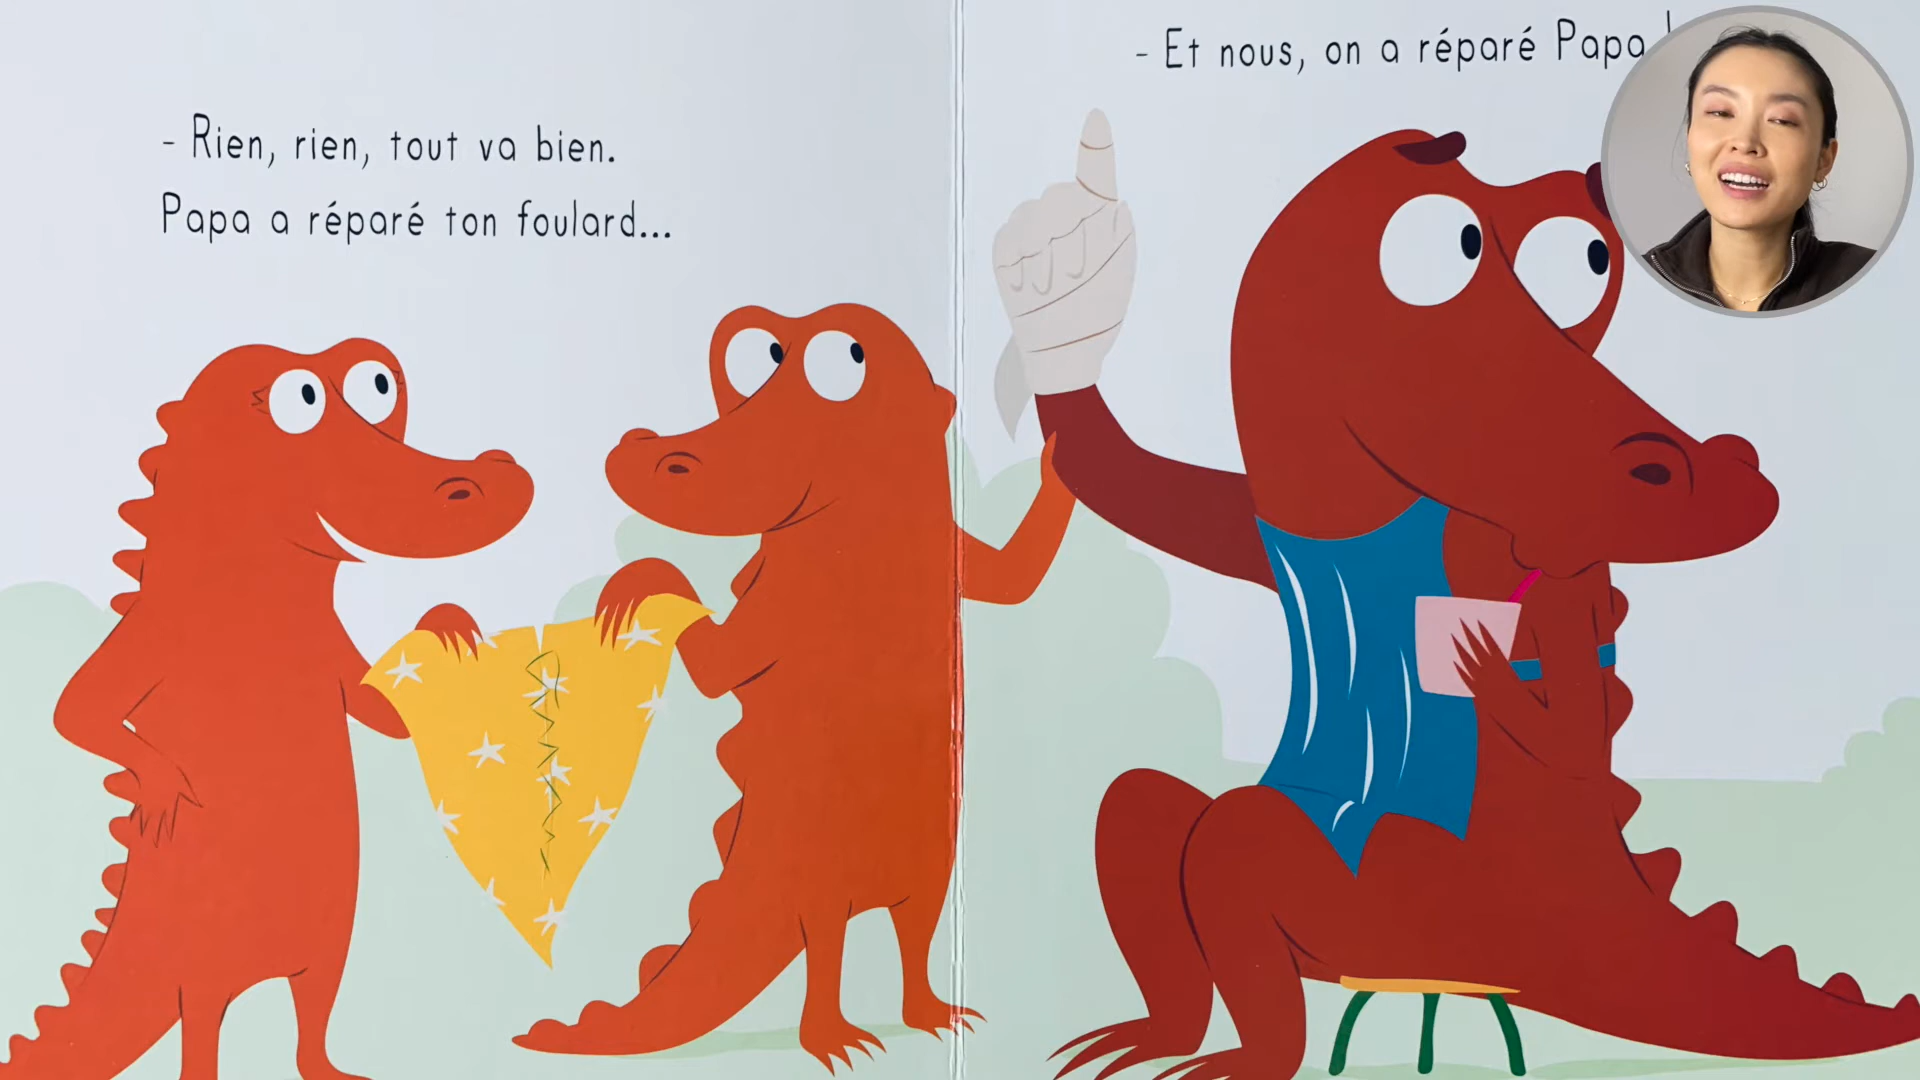 - Rien, rien, tout va bien.
Papa a réparé ton foulard...
- Et nous, on a réparé Papa !